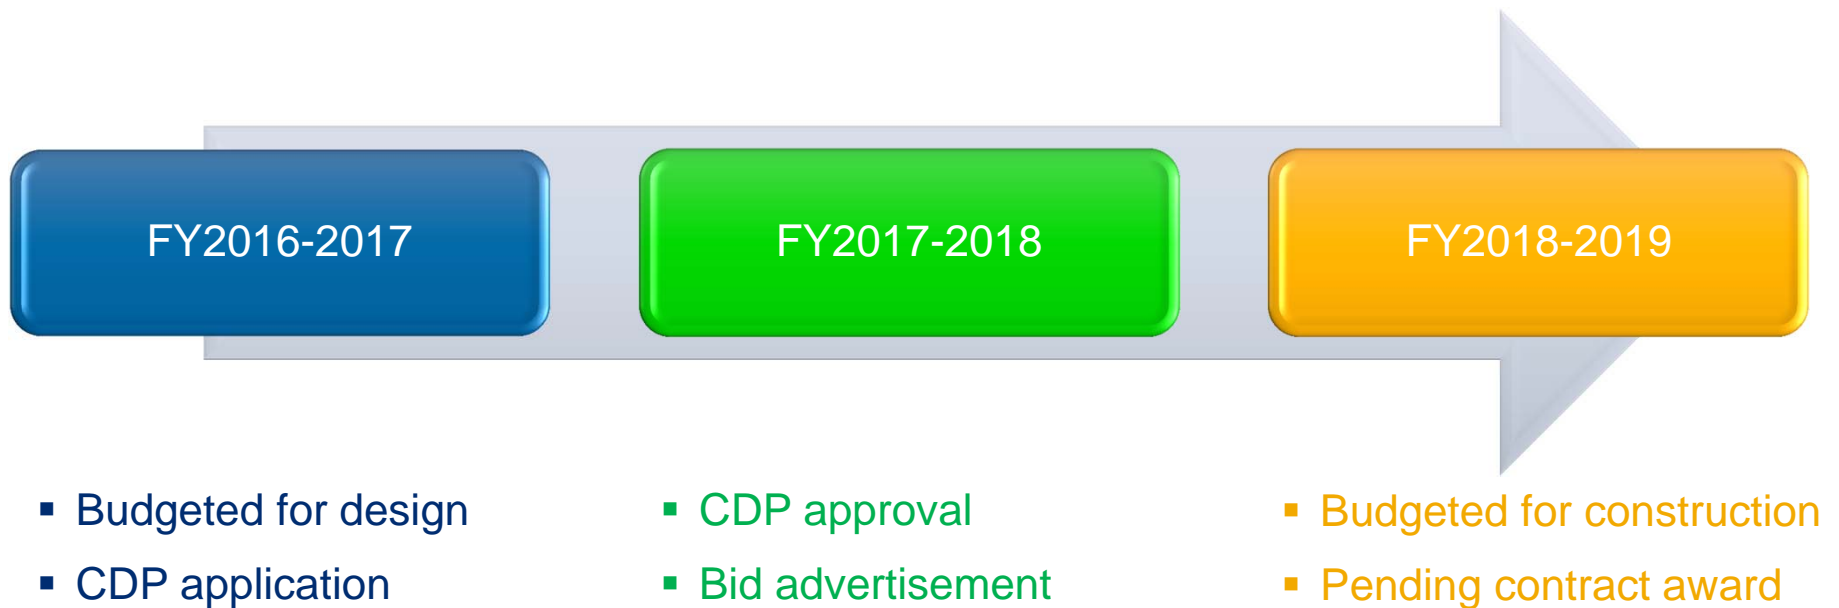 FY2016-2017
FY2017-2018
FY2018-2019
▪ Budgeted for design
▪ CDP application
▪ CDP approval
▪ Bid advertisement
▪ Budgeted for construction
▪ Pending contract award